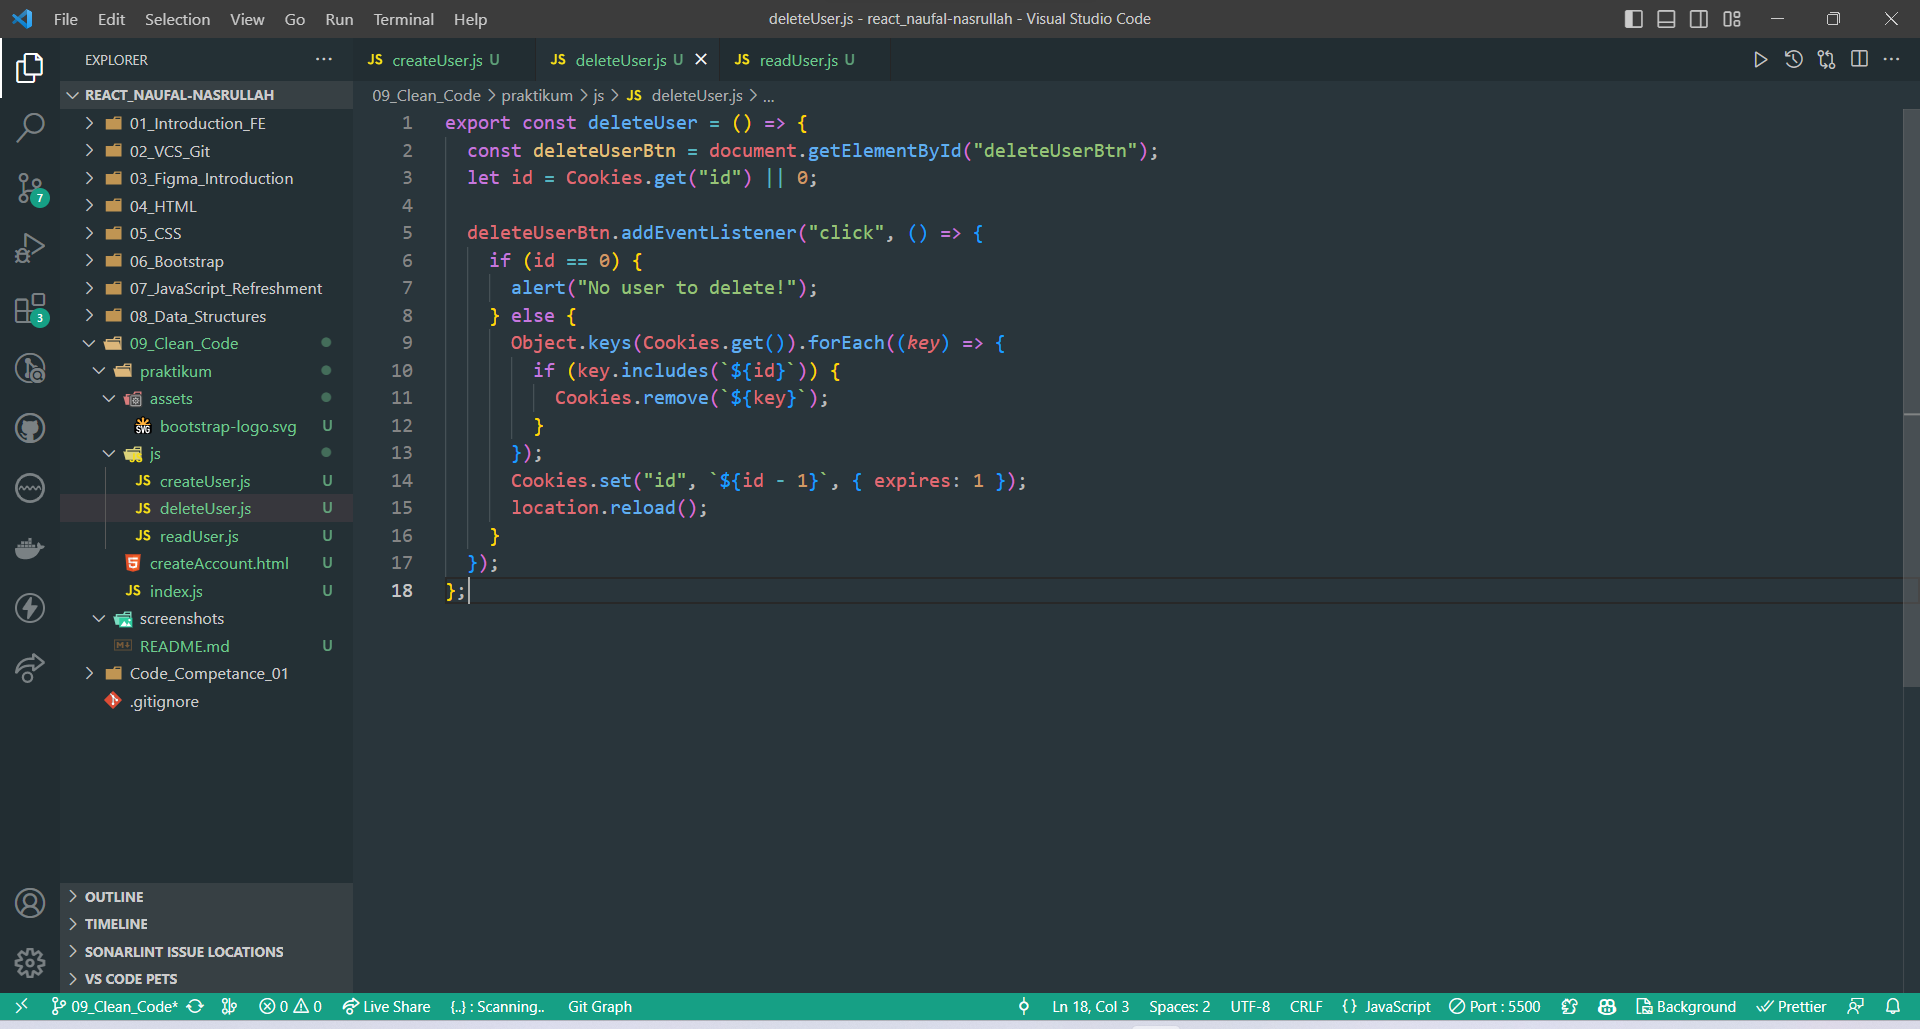 File Edit Selection View Go Run Terminal Help
deleteUser.js - react_naufal-nasrullah - Visual Studio Code
EXPLORER
JS createUser.js U
JS deleteUser.js U
JS readUser.js U
REACT_NAUFAL-NASRULLAH
01_Introduction_FE
02_VCS_Git
03_Figma_Introduction
04_HTML
05_CSS
06_Bootstrap
07_JavaScript_Refreshment
08_Data_Structures
09_Clean_Code
praktikum
assets
SVG bootstrap-logo.svg U
js
JS createUser.js U
JS deleteUser.js U
JS readUser.js U
5 createAccount.html U
JS index.js U
screenshots
README.md U
Code_Competance_01
.gitignore
7
3
OUTLINE
TIMELINE
SONARLINT ISSUE LOCATIONS
VS CODE PETS
09_Clean_Code > praktikum > js > JS deleteUser.js > ...
1 export const deleteUser = () => {
2 const deleteUserBtn = document.getElementById("deleteUserBtn");
3 let id = Cookies.get("id") || 0;
4
5 deleteUserBtn.addEventListener("click", () => {
6 if (id == 0) {
7 alert("No user to delete!");
8 } else {
9 Object.keys(Cookies.get()).forEach((key) => {
10 if (key.includes(`${id}`)) {
11 Cookies.remove(`${key}`);
12 }
13 });
14 Cookies.set("id", `${id - 1}`, { expires: 1 });
15 location.reload();
16 }
17 });
18 };
09_Clean_Code* 0 0 Live Share {..} : Scanning.. Git Graph
Ln 18, Col 3 Spaces: 2 UTF-8 CRLF {} JavaScript Port : 5500 Background Prettier